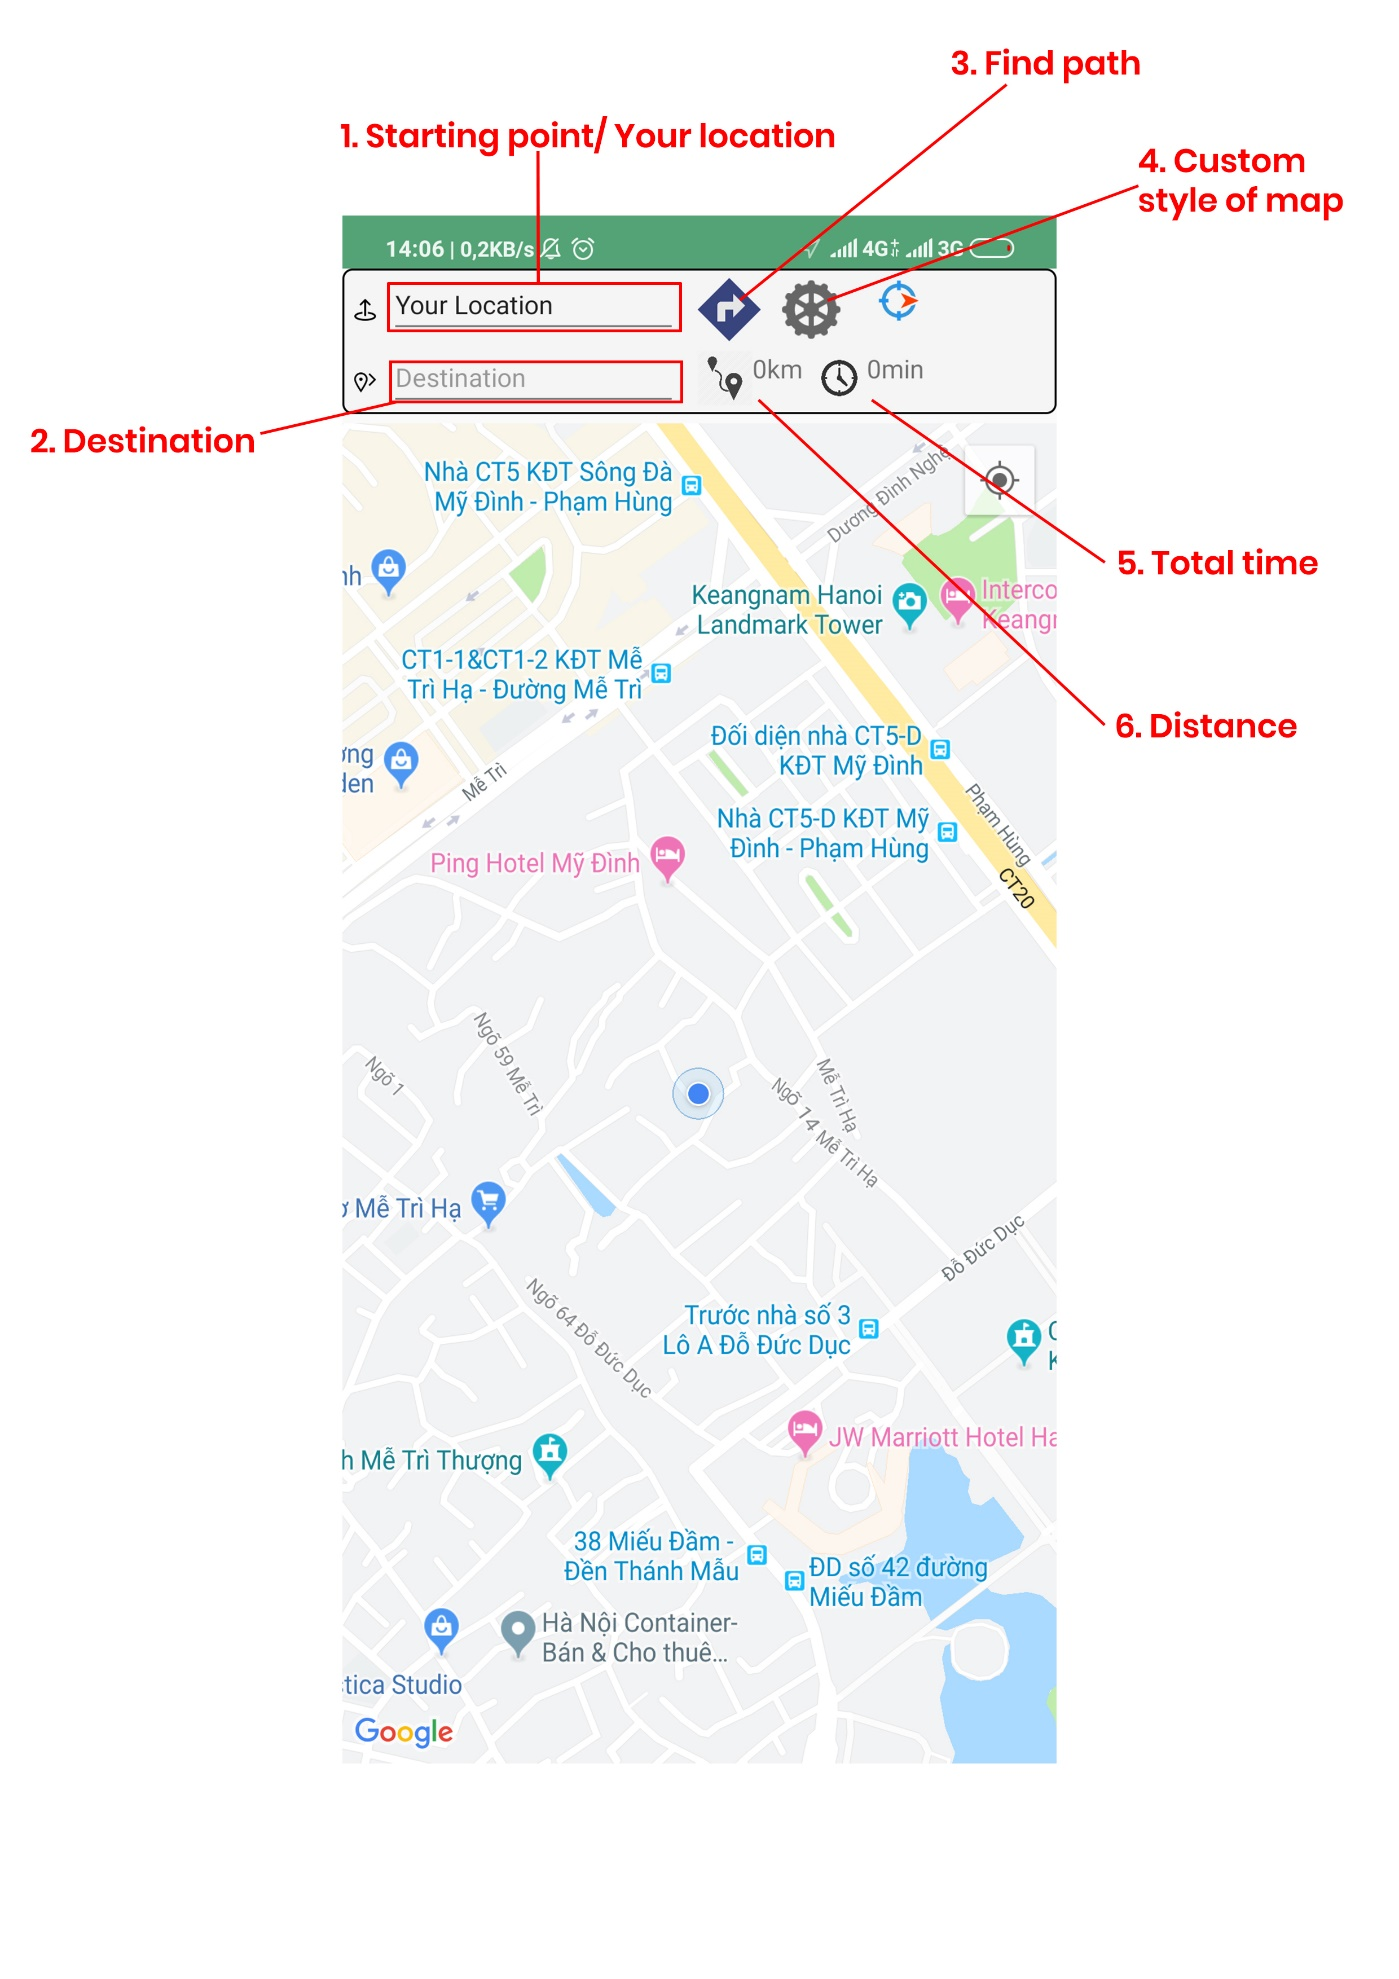 3. Find path
1. Starting point/ Your location
4. Custom
style of map
14:06 | 0,2KB/s
4G+ 3G
Your Location
Destination
0km
0min
2. Destination
Nhà CT5 KĐT Sông Đà
Mỹ Đình - Phạm Hùng
Dương Đình Nghệ
5. Total time
nh
Keangnam Hanoi
Landmark Tower
Interco
Keangn
CT1-1&CT1-2 KĐT Mễ
Trì Hạ - Đường Mễ Trì
6. Distance
Đối diện nhà CT5-D
KĐT Mỹ Đình
ơng
den
Mễ Trì
Phạm Hùng
Nhà CT5-D KĐT Mỹ
Đình - Phạm Hùng
Ping Hotel Mỹ Đình
CT20
Ngõ 59 Mễ Trì
Ngõ 1
Mễ Trì Hạ
Ngõ 14 Mễ Trì Hạ
ợ Mễ Trì Hạ
Đỗ Đức Dục
Ngõ 64 Đỗ Đức Dục
Trước nhà số 3
Lô A Đỗ Đức Dục
C
K
JW Marriott Hotel Ha
h Mễ Trì Thượng
38 Miếu Đầm -
Đền Thánh Mẫu
ĐD số 42 đường
Miếu Đầm
Hà Nội Container-
Bán & Cho thuê...
stica Studio
Google